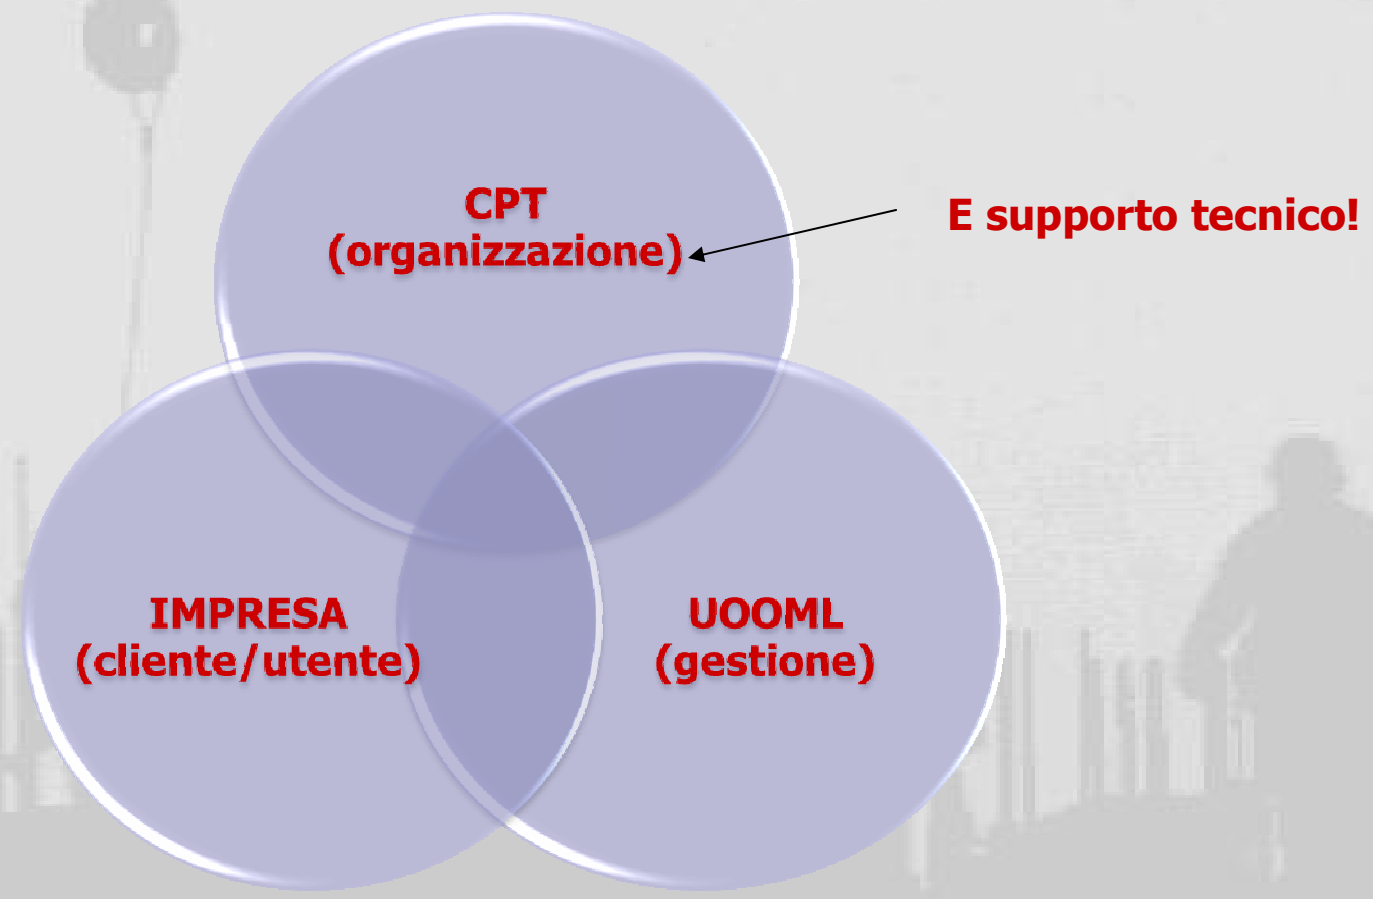 CPT
(organizzazione)
E supporto tecnico!
IMPRESA
(cliente/utente)
UOOML
(gestione)